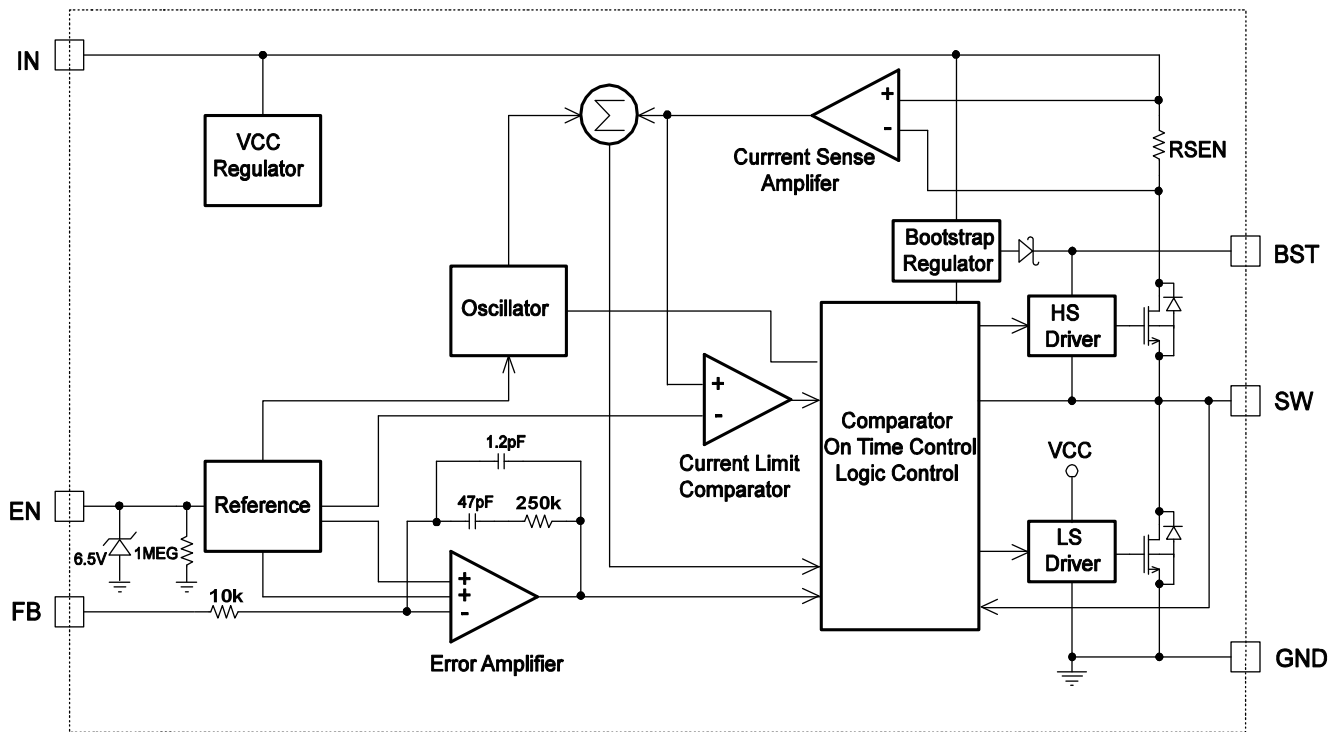 IN
VCC
Regulator
Σ
+
-
Currrent Sense
Amplifer
RSEN
Bootstrap
Regulator
BST
Oscillator
HS
Driver
+
-
Current Limit
Comparator
Comparator
On Time Control
Logic Control
SW
VCC
1.2pF
47pF
250k
EN
Reference
6.5V
1MEG
LS
Driver
FB
10k
+
+
-
Error Amplifier
GND